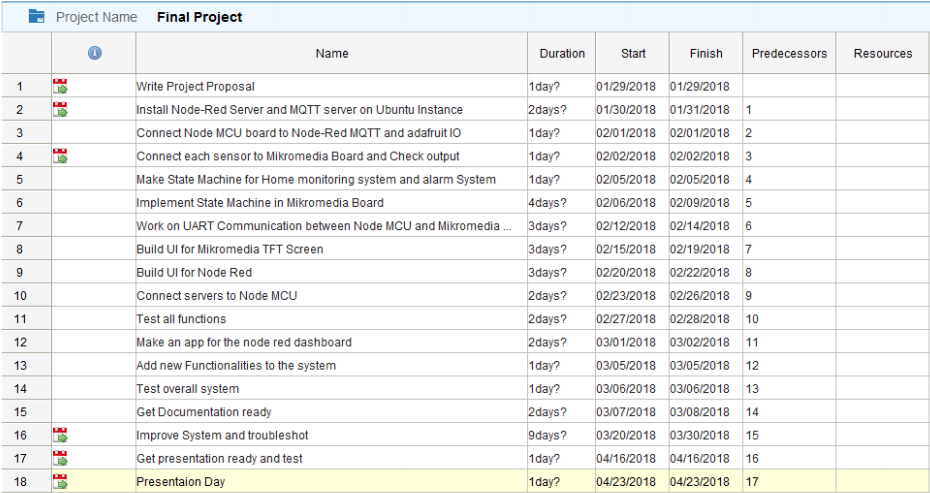 Project Name Final Project
Name Duration Start Finish Predecessors Resources
1 Write Project Proposal 1day? 01/29/2018 01/29/2018
2 Install Node-Red Server and MQTT server on Ubuntu Instance 2days? 01/30/2018 01/31/2018 1
3 Connect Node MCU board to Node-Red MQTT and adafruit IO 1day? 02/01/2018 02/01/2018 2
4 Connect each sensor to Mikromedia Board and Check output 1day? 02/02/2018 02/02/2018 3
5 Make State Machine for Home monitoring system and alarm System 1day? 02/05/2018 02/05/2018 4
6 Implement State Machine in Mikromedia Board 4days? 02/06/2018 02/09/2018 5
7 Work on UART Communication between Node MCU and Mikromedia ... 3days? 02/12/2018 02/14/2018 6
8 Build UI for Mikromedia TFT Screen 3days? 02/15/2018 02/19/2018 7
9 Build UI for Node Red 3days? 02/20/2018 02/22/2018 8
10 Connect servers to Node MCU 2days? 02/23/2018 02/26/2018 9
11 Test all functions 2days? 02/27/2018 02/28/2018 10
12 Make an app for the node red dashboard 2days? 03/01/2018 03/02/2018 11
13 Add new Functionalities to the system 1day? 03/05/2018 03/05/2018 12
14 Test overall system 1day? 03/06/2018 03/06/2018 13
15 Get Documentation ready 2days? 03/07/2018 03/08/2018 14
16 Improve System and troubleshot 9days? 03/20/2018 03/30/2018 15
17 Get presentation ready and test 1day? 04/16/2018 04/16/2018 16
18 Presentaion Day 1day? 04/23/2018 04/23/2018 17